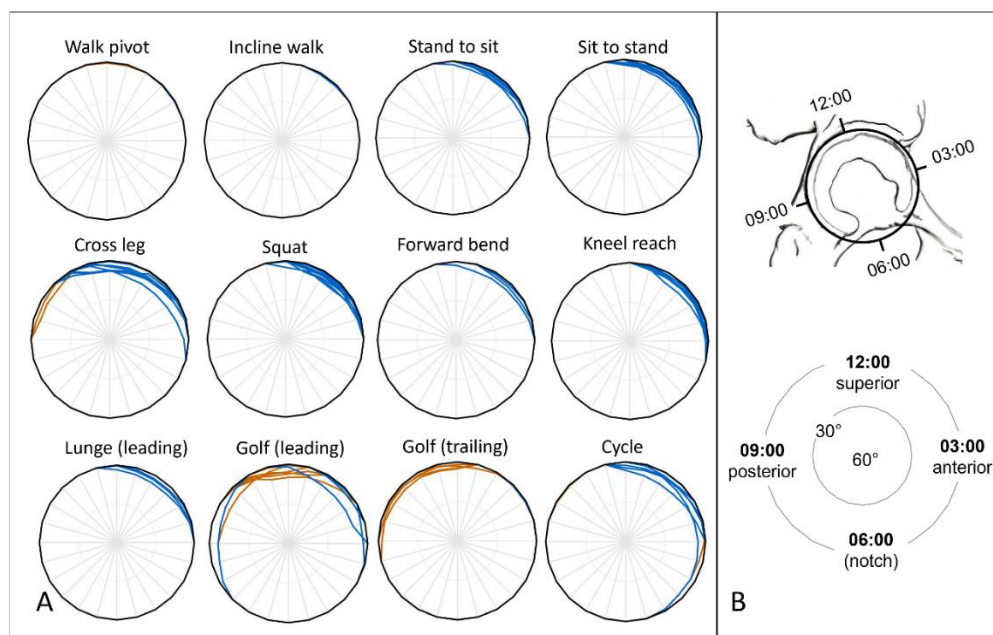 Walk pivot
Incline walk
Stand to sit
Sit to stand
Cross leg
Squat
Forward bend
Kneel reach
Lunge (leading)
Golf (leading)
Golf (trailing)
Cycle
A
12:00
03:00
09:00
06:00
12:00
superior
30°
60°
09:00
posterior
03:00
anterior
06:00
(notch)
B